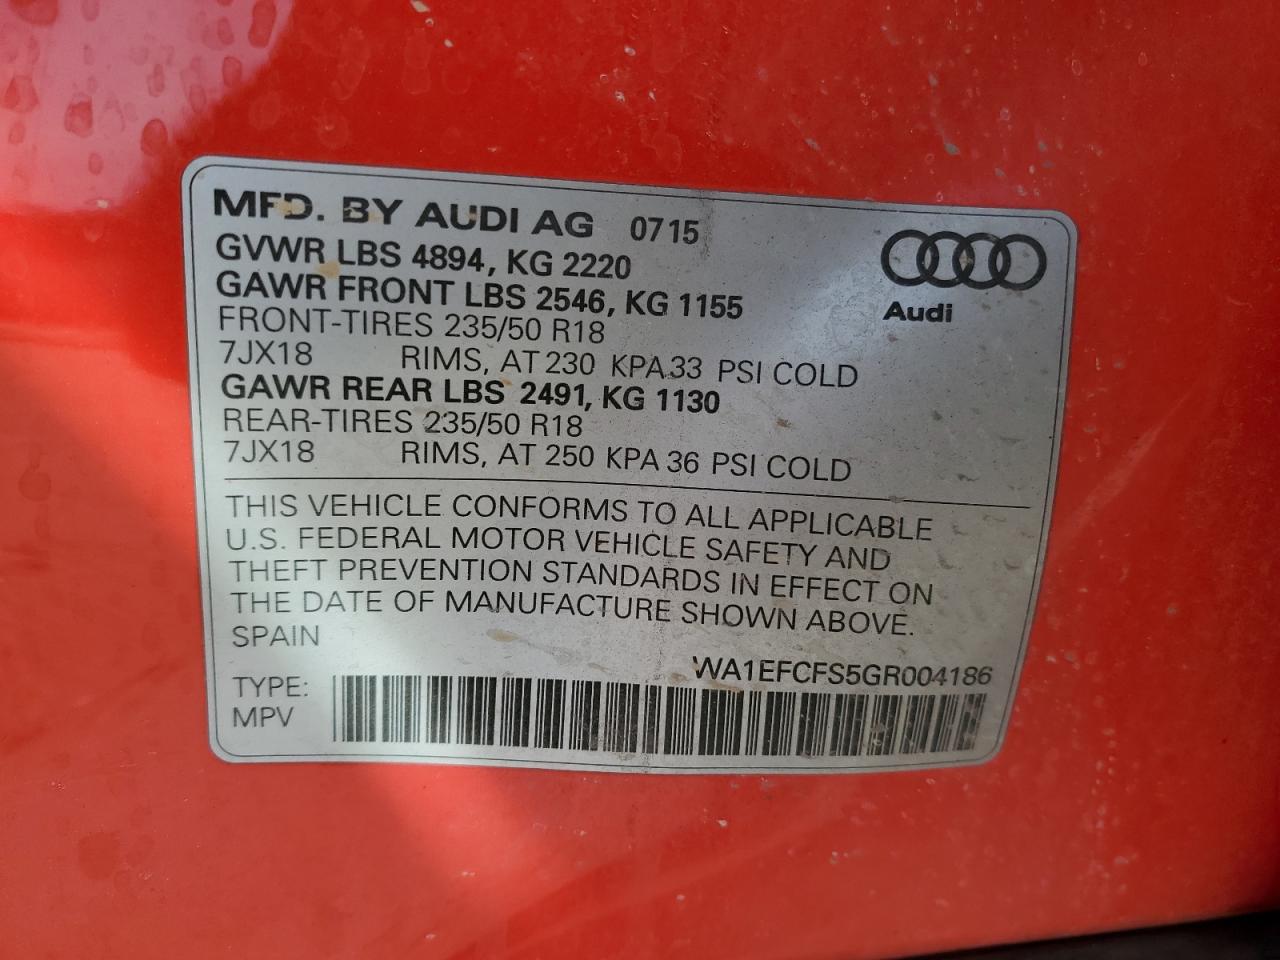 MFD. BY AUDI AG 0715
GVWR LBS 4894, KG 2220
GAWR FRONT LBS 2546, KG 1155
FRONT-TIRES 235/50 R18
7JX18 RIMS, AT 230 KPA 33 PSI COLD
GAWR REAR LBS 2491, KG 1130
REAR-TIRES 235/50 R18
7JX18 RIMS, AT 250 KPA 36 PSI COLD
Audi
THIS VEHICLE CONFORMS TO ALL APPLICABLE
U.S. FEDERAL MOTOR VEHICLE SAFETY AND
THEFT PREVENTION STANDARDS IN EFFECT ON
THE DATE OF MANUFACTURE SHOWN ABOVE.
SPAIN
WA1EFCFS5GR004186
TYPE:
MPV